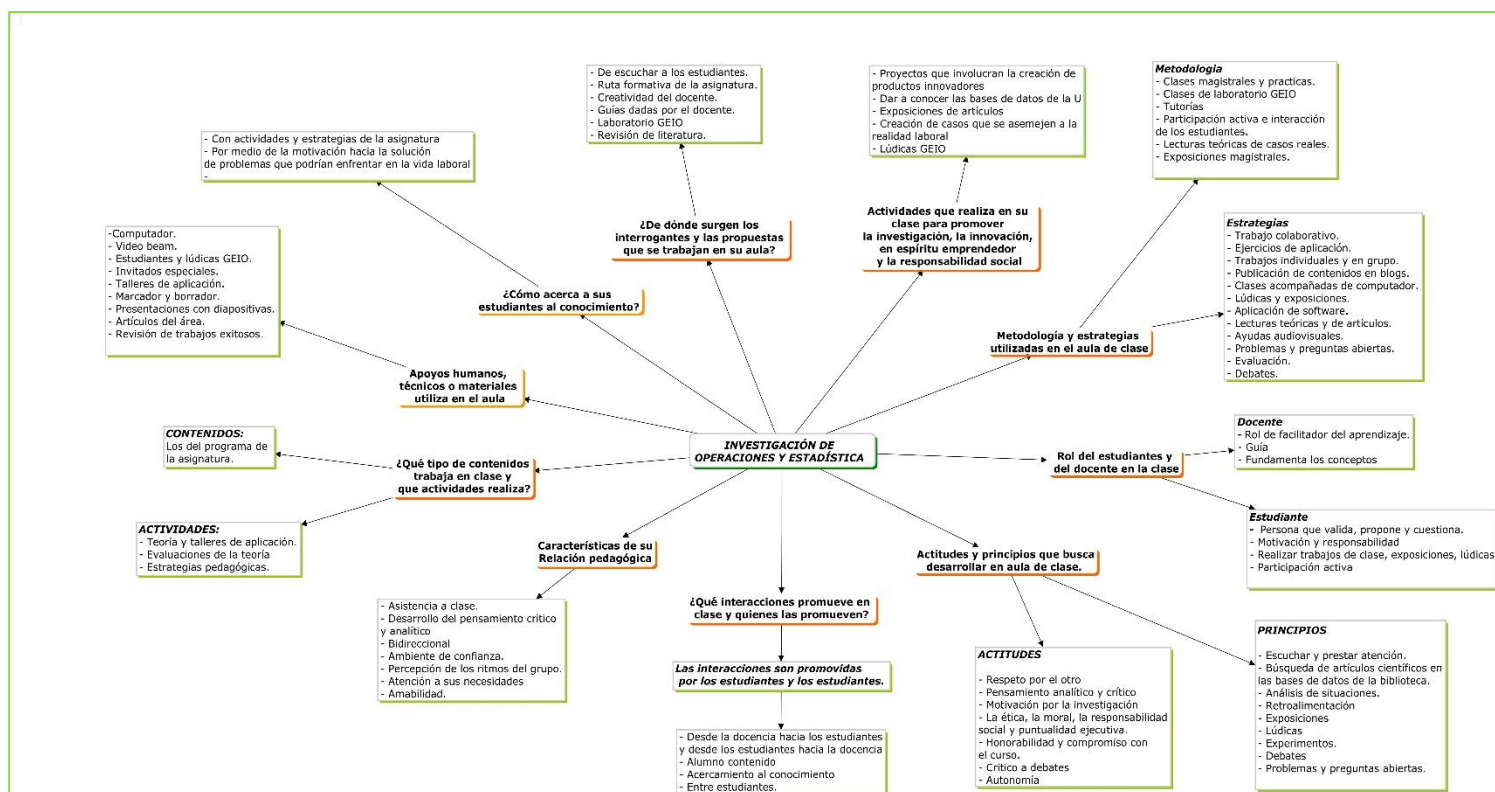 - De escuchar a los estudiantes.
- Ruta formativa de la asignatura.
- Creatividad del docente.
- Guías dadas por el docente.
- Laboratorio GEIO
- Revisión de literatura.
- Proyectos que involucran la creación de
productos innovadores
- Dar a conocer las bases de datos de la U
- Exposiciones de artículos
- Creación de casos que se asemejen a la
realidad laboral
- Lúdicas GEIO
Metodologia
- Clases magistrales y practicas.
- Clases de laboratorio GEIO
- Tutorías
- Participación activa e interacción
de los estudiantes.
- Lecturas teóricas de casos reales.
- Exposiciones magistrales.
- Con actividades y estrategias de la asignatura
- Por medio de la motivación hacia la solución
de problemas que podrían enfrentar en la vida laboral
-
¿De dónde surgen los
interrogantes y las propuestas
que se trabajan en su aula?
Actividades que realiza en su
clase para promover
la investigación, la innovación,
en espíritu emprendedor
y la responsabilidad social
Estrategias
- Trabajo colaborativo.
- Ejercicios de aplicación.
- Trabajos individuales y en grupo.
- Publicación de contenidos en blogs.
- Clases acompañadas de computador.
- Lúdicas y exposiciones.
- Aplicación de software.
- Lecturas teóricas y de artículos.
- Ayudas audiovisuales.
- Problemas y preguntas abiertas.
- Evaluación.
- Debates.
-Computador.
- Video beam.
- Estudiantes y lúdicas GEIO.
- Invitados especiales.
- Talleres de aplicación.
- Marcador y borrador.
- Presentaciones con diapositivas.
- Artículos del área.
- Revisión de trabajos exitosos.
¿Cómo acerca a sus
estudiantes al conocimiento?
Metodología y estrategias
utilizadas en el aula de clase
Apoyos humanos,
técnicos o materiales
utiliza en el aula
CONTENIDOS:
Los del programa de
la asignatura.
¿Qué tipo de contenidos
trabaja en clase y
que actividades realiza?
INVESTIGACIÓN DE
OPERACIONES Y ESTADÍSTICA
Rol del estudiantes y
del docente en la clase
Docente
- Rol de facilitador del aprendizaje.
- Guía
- Fundamenta los conceptos
ACTIVIDADES:
- Teoría y talleres de aplicación.
- Evaluaciones de la teoría
- Estrategias pedagógicas.
Estudiante
- Persona que valida, propone y cuestiona.
- Motivación y responsabilidad
- Realizar trabajos de clase, exposiciones, lúdicas
- Participación activa
Características de su
Relación pedagógica
Actitudes y principios que busca
desarrollar en aula de clase.
- Asistencia a clase.
- Desarrollo del pensamiento critico
y analítico
- Bidireccional
- Ambiente de confianza.
- Percepción de los ritmos del grupo.
- Atención a sus necesidades
- Amabilidad.
¿Qué interacciones promueve en
clase y quienes las promueven?
Las interacciones son promovidas
por los estudiantes y los estudiantes.
- Desde la docencia hacia los estudiantes
y desde los estudiantes hacia la docencia
- Alumno contenido
- Acercamiento al conocimiento
- Entre estudiantes.
ACTITUDES
- Respeto por el otro
- Pensamiento analítico y crítico
- Motivación por la investigación
- La ética, la moral, la responsabilidad
social y puntualidad ejecutiva.
- Honorabilidad y compromiso con
el curso.
- Critico a debates
- Autonomía
PRINCIPIOS
- Escuchar y prestar atención.
- Búsqueda de artículos científicos en
las bases de datos de la biblioteca.
- Análisis de situaciones.
- Retroalimentación
- Exposiciones
- Lúdicas
- Experimentos.
- Debates
- Problemas y preguntas abiertas.